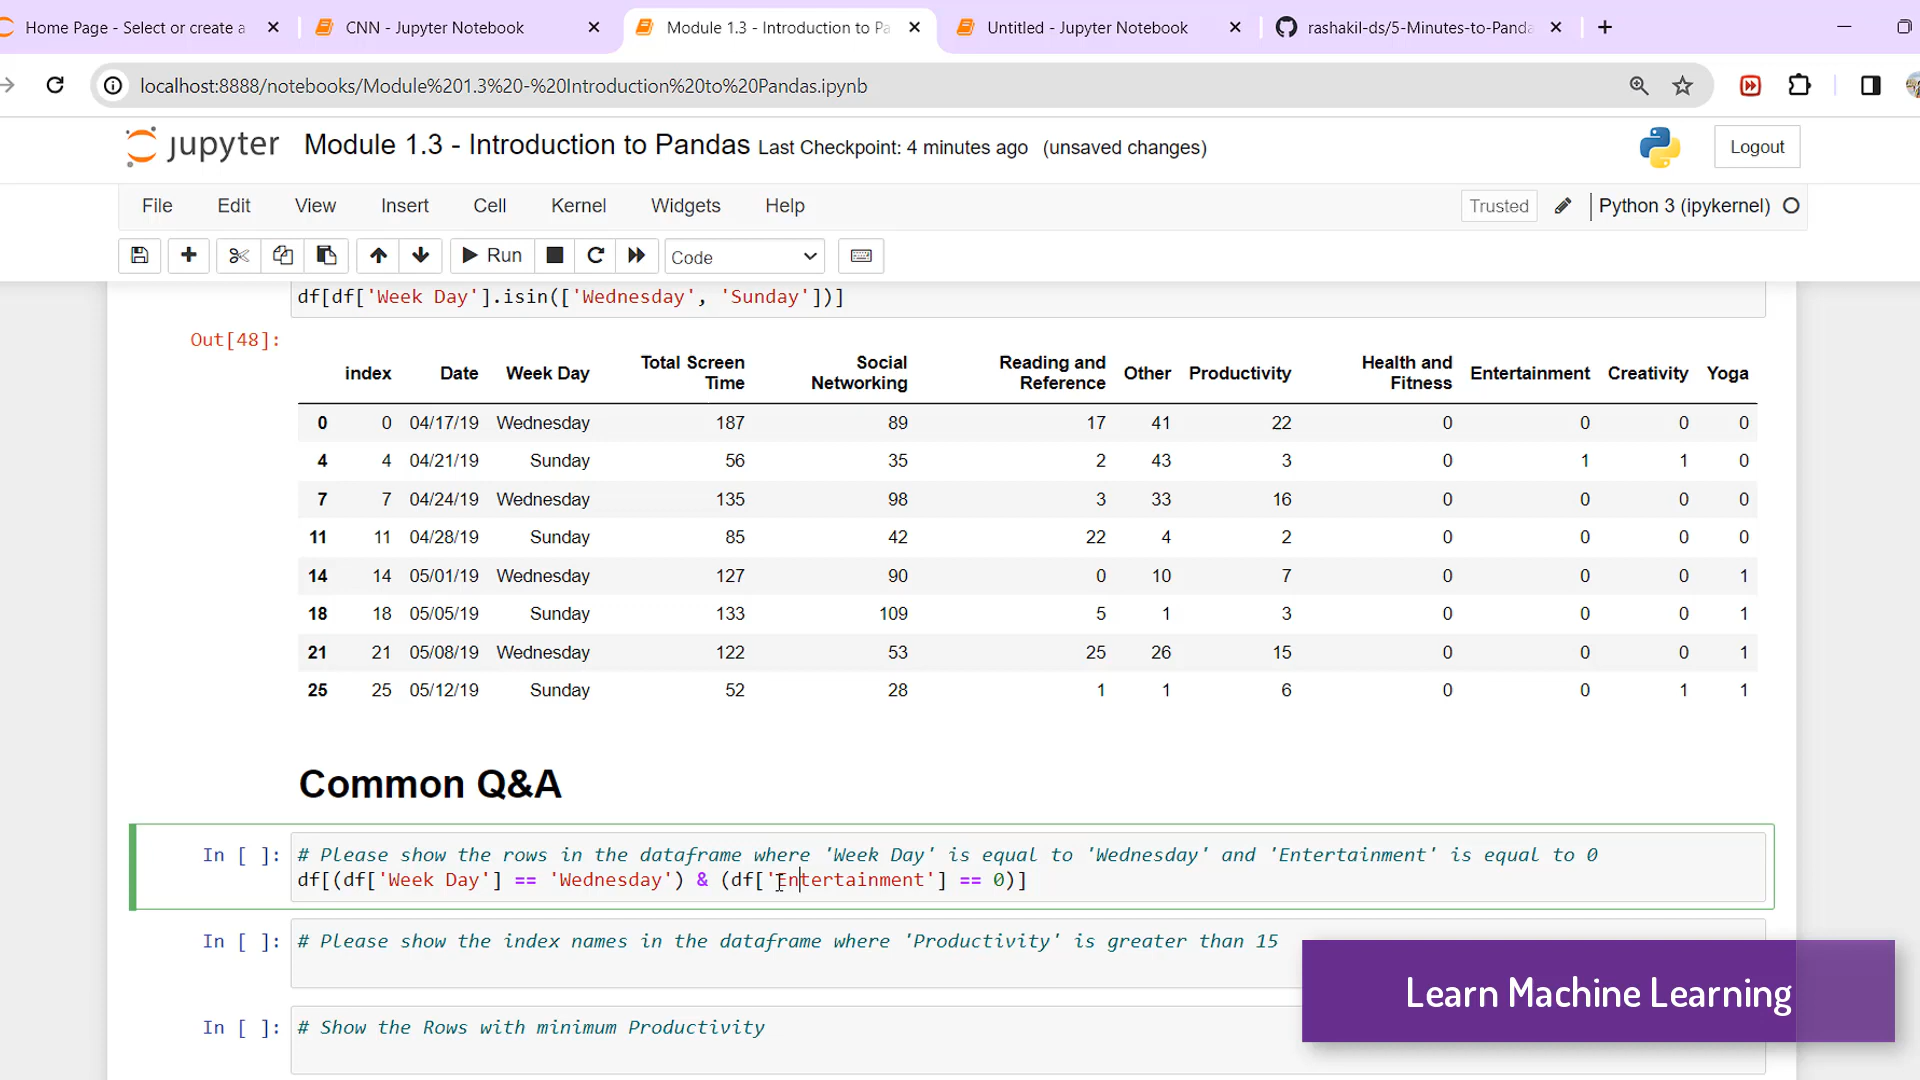 Home Page - Select or create a
CNN - Jupyter Notebook
Module 1.3 - Introduction to Pa
Untitled - Jupyter Notebook
rashakil-ds/5-Minutes-to-Panda
localhost:8888/notebooks/Module%201.3%20-%20Introduction%20to%20Pandas.ipynb
jupyter Module 1.3 - Introduction to Pandas Last Checkpoint: 4 minutes ago (unsaved changes) Logout
File Edit View Insert Cell Kernel Widgets Help Trusted Python 3 (ipykernel)
Run Code
df[df['Week Day'].isin(['Wednesday', 'Sunday'])]
Out[48]:
index Date Week Day Total Screen Time Social Networking Reading and Reference Other Productivity Health and Fitness Entertainment Creativity Yoga
0 0 04/17/19 Wednesday 187 89 17 41 22 0 0 0 0
4 4 04/21/19 Sunday 56 35 2 43 3 0 1 1 0
7 7 04/24/19 Wednesday 135 98 3 33 16 0 0 0 0
11 11 04/28/19 Sunday 85 42 22 4 2 0 0 0 0
14 14 05/01/19 Wednesday 127 90 0 10 7 0 0 0 1
18 18 05/05/19 Sunday 133 109 5 1 3 0 0 0 1
21 21 05/08/19 Wednesday 122 53 25 26 15 0 0 0 1
25 25 05/12/19 Sunday 52 28 1 1 6 0 0 1 1
Common Q&A
In [ ]: # Please show the rows in the dataframe where 'Week Day' is equal to 'Wednesday' and 'Entertainment' is equal to 0
df[(df['Week Day'] == 'Wednesday') & (df['Entertainment'] == 0)]
In [ ]: # Please show the index names in the dataframe where 'Productivity' is greater than 15
In [ ]: # Show the Rows with minimum Productivity
Learn Machine Learning